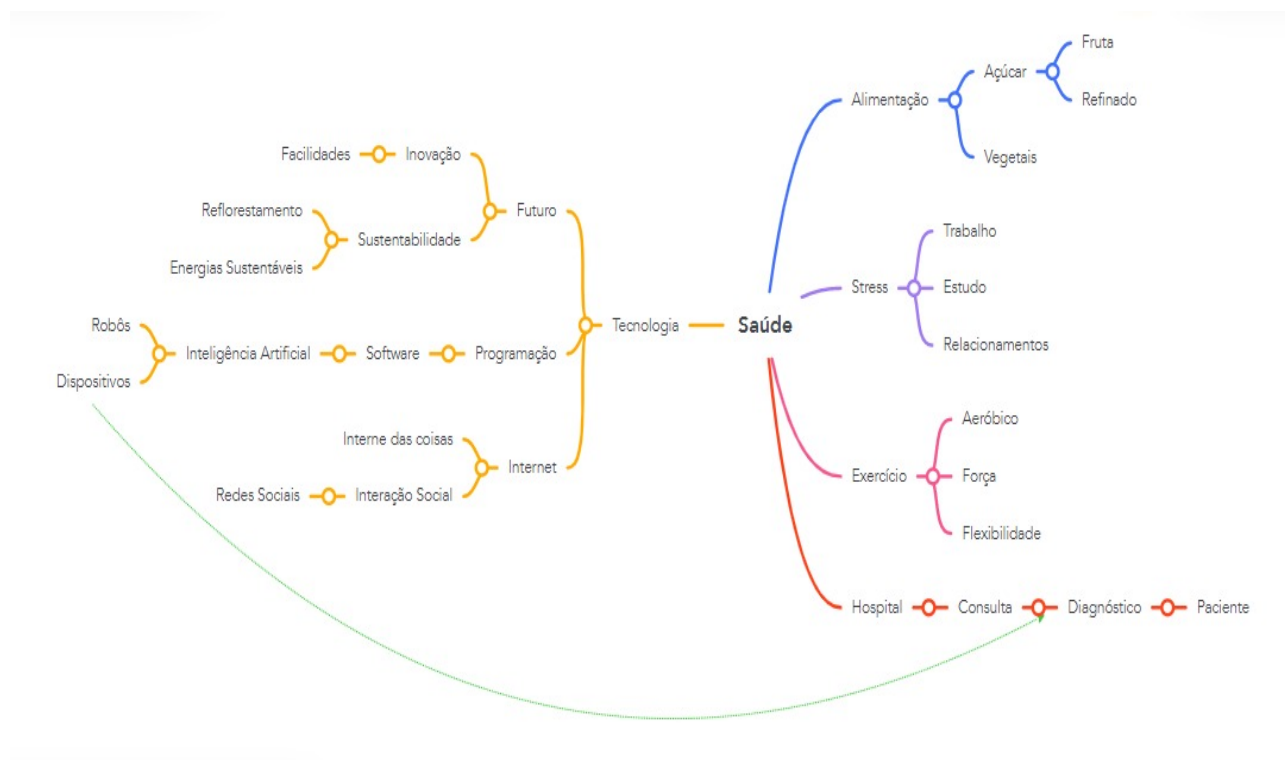 Fruta
Açúcar
Alimentação
Refinado
Facilidades
Inovação
Vegetais
Reflorestamento
Futuro
Trabalho
Sustentabilidade
Energias Sustentáveis
Stress
Estudo
Robôs
Tecnologia
Saúde
Relacionamentos
Inteligência Artificial
Software
Programação
Dispositivos
Aeróbico
Interne das coisas
Internet
Exercício
Força
Redes Sociais
Interação Social
Flexibilidade
Hospital
Consulta
Diagnóstico
Paciente